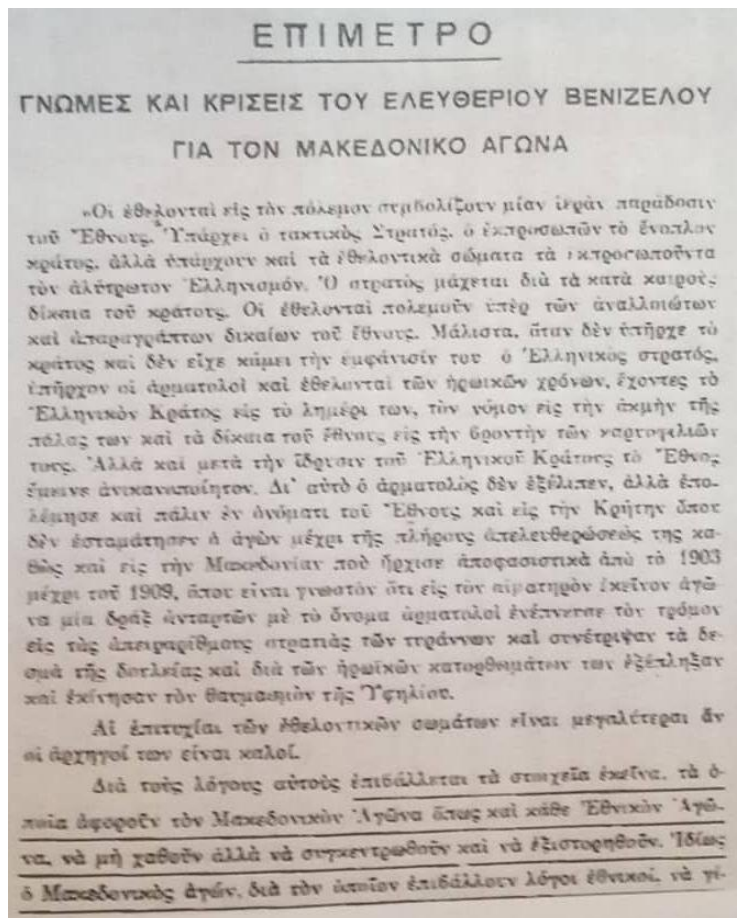 ΕΠΙΜΕΤΡΟ
ΓΝΩΜΕΣ ΚΑΙ ΚΡΙΣΕΙΣ ΤΟΥ ΕΛΕΥΘΕΡΙΟΥ ΒΕΝΙΖΕΛΟΥ
ΓΙΑ ΤΟΝ ΜΑΚΕΔΟΝΙΚΟ ΑΓΩΝΑ
«Οἱ ἐθελονταὶ εἰς τὸν πόλεμον συμβολίζουν μίαν ἱερὰν παράδοσιν
τοῦ Ἔθνους. Ὑπάρχει ὁ τακτικὸς Στρατός, ὁ ἐκπροσωπῶν τὸ ἔνοπλον
κράτος, ἀλλὰ ὑπάρχουν καὶ τὰ ἐθελοντικὰ σώματα τὰ ἐκπροσωποῦντα
τὸν ἀλύτρωτον Ἑλληνισμόν. Ὁ στρατὸς μάχεται διὰ τὰ κατὰ καιροὺς
δίκαια τοῦ κράτους. Οἱ ἐθελονταὶ πολεμοῦν ὑπὲρ τῶν ἀναλλοιώτων
καὶ ἀπαραγράπτων δικαίων τοῦ ἔθνους. Μάλιστα, ὅταν δὲν ὑπῆρχε τὸ
κράτος καὶ δὲν εἶχε κάμει τὴν ἐμφάνισίν του ὁ Ἑλληνικὸς στρατός,
ὑπῆρχον οἱ ἁρματολοὶ καὶ ἐθελονταὶ τῶν ἡρωικῶν χρόνων, ἔχοντες τὸ
Ἑλληνικὸν Κράτος εἰς τὸ λημέρι των, τὸν νόμον εἰς τὴν ἀκμὴν τῆς
πάλας των καὶ τὰ δίκαια τοῦ ἔθνους εἰς τὴν βροντὴν τῶν καρυοφιλιῶν
τους. Ἀλλὰ καὶ μετὰ τὴν ἵδρυσιν τοῦ Ἑλληνικοῦ Κράτους τὸ Ἔθνος
ἔμεινε ἀνικανοποίητον. Δι' αὐτὸ ὁ ἁρματολὸς δὲν ἐξέλιπεν, ἀλλὰ ἐπο-
λέμησε καὶ πάλιν ἐν ὀνόματι τοῦ Ἔθνους καὶ εἰς τὴν Κρήτην ὅπου
δὲν ἐσταμάτησεν ὁ ἀγὼν μέχρι τῆς πλήρους ἀπελευθερώσεώς της κα-
θὼς καὶ εἰς τὴν Μακεδονίαν ποὺ ἤρχισε ἀποφασιστικὰ ἀπὸ τὸ 1903
μέχρι τοῦ 1909, ὅπου εἶναι γνωστὸν ὅτι εἰς τὸν αἱματηρὸν ἐκεῖνον ἀγῶ-
να μία δρὰξ ἀνταρτῶν μὲ τὸ ὄνομα ἁρματολοὶ ἐνέπνευσε τὸν τρόμον
εἰς τὰς ἀπειραρίθμους στρατιὰς τῶν τυράννων καὶ συνέτριψαν τὰ δε-
σμὰ τῆς δουλείας καὶ διὰ τῶν ἡρωϊκῶν κατορθωμάτων των ἐξέπληξαν
καὶ ἐκίνησαν τὸν θαυμασμὸν τῆς Ὑφηλίου.
Αἱ ἐπιτυχίαι τῶν ἐθελοντικῶν σωμάτων εἶναι μεγαλύτεραι ἂν
οἱ ἀρχηγοί των εἶναι καλοί.
Διὰ τοὺς λόγους αὐτοὺς ἐπιβάλλεται τὰ στοιχεῖα ἐκεῖνα, τὰ ὁ-
ποῖα ἀφοροῦν τὸν Μακεδονικὸν Ἀγῶνα ὅπως καὶ κάθε Ἐθνικὸν Ἀγῶ-
να, νὰ μὴ χαθοῦν ἀλλὰ νὰ συγκεντρωθοῦν καὶ νὰ ἐξιστορηθοῦν. Ἰδίως
ὁ Μακεδονικὸς ἀγών, διὰ τὸν ὁποῖον ἐπιβάλλουν λόγοι ἐθνικοί, νὰ γί-